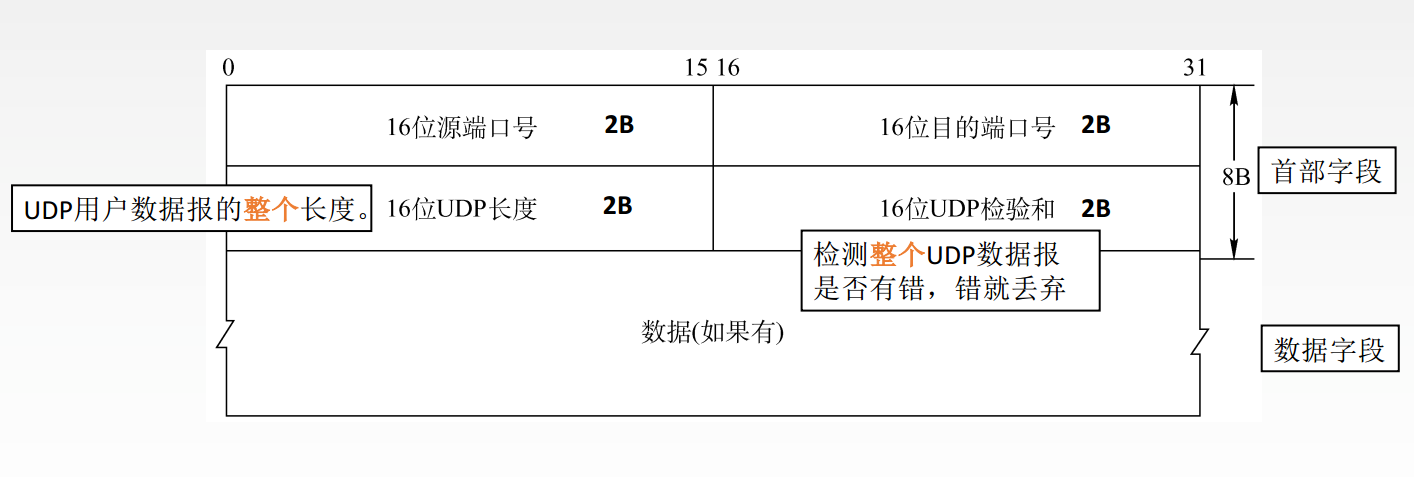 0
15 16
31
16位源端口号 2B
16位目的端口号 2B
8B
首部字段
UDP用户数据报的整个长度。
16位UDP长度 2B
16位UDP检验和 2B
检测整个UDP数据报
是否有错，错就丢弃
数据(如果有)
数据字段